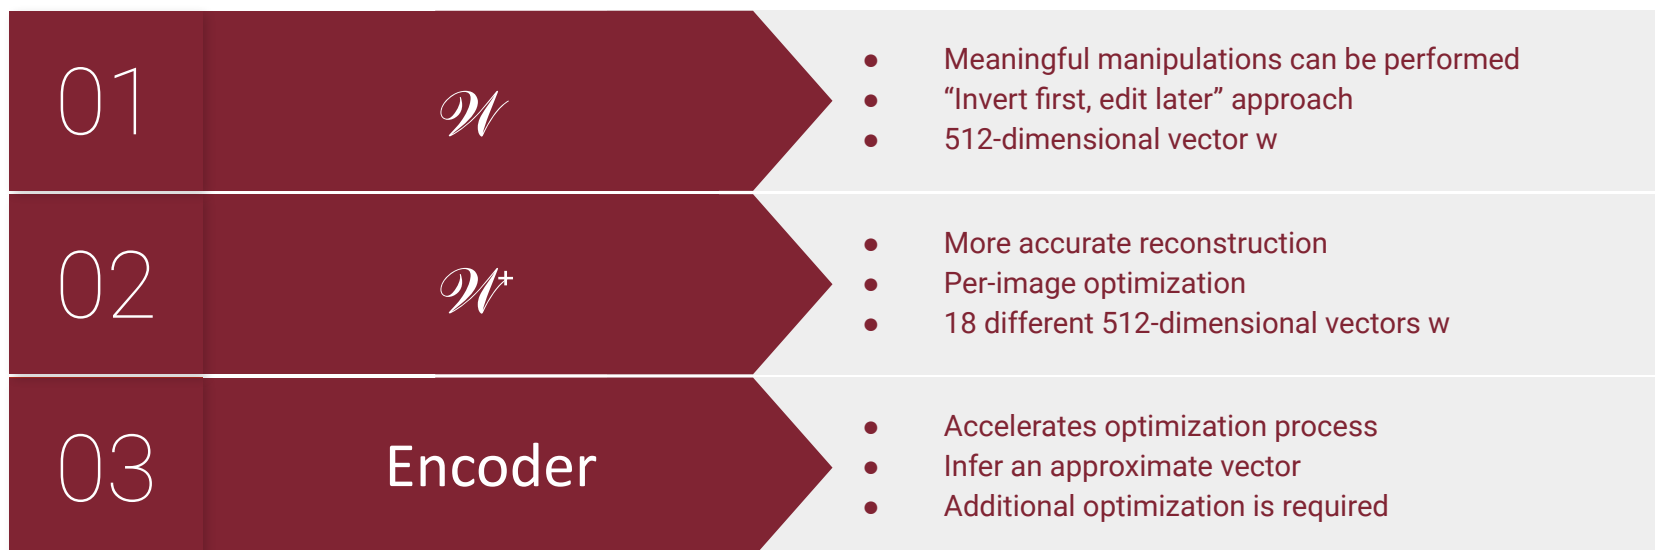 01
𝒲
● Meaningful manipulations can be performed
● “Invert first, edit later” approach
● 512-dimensional vector w
02
𝒲+
● More accurate reconstruction
● Per-image optimization
● 18 different 512-dimensional vectors w
03
Encoder
● Accelerates optimization process
● Infer an approximate vector
● Additional optimization is required